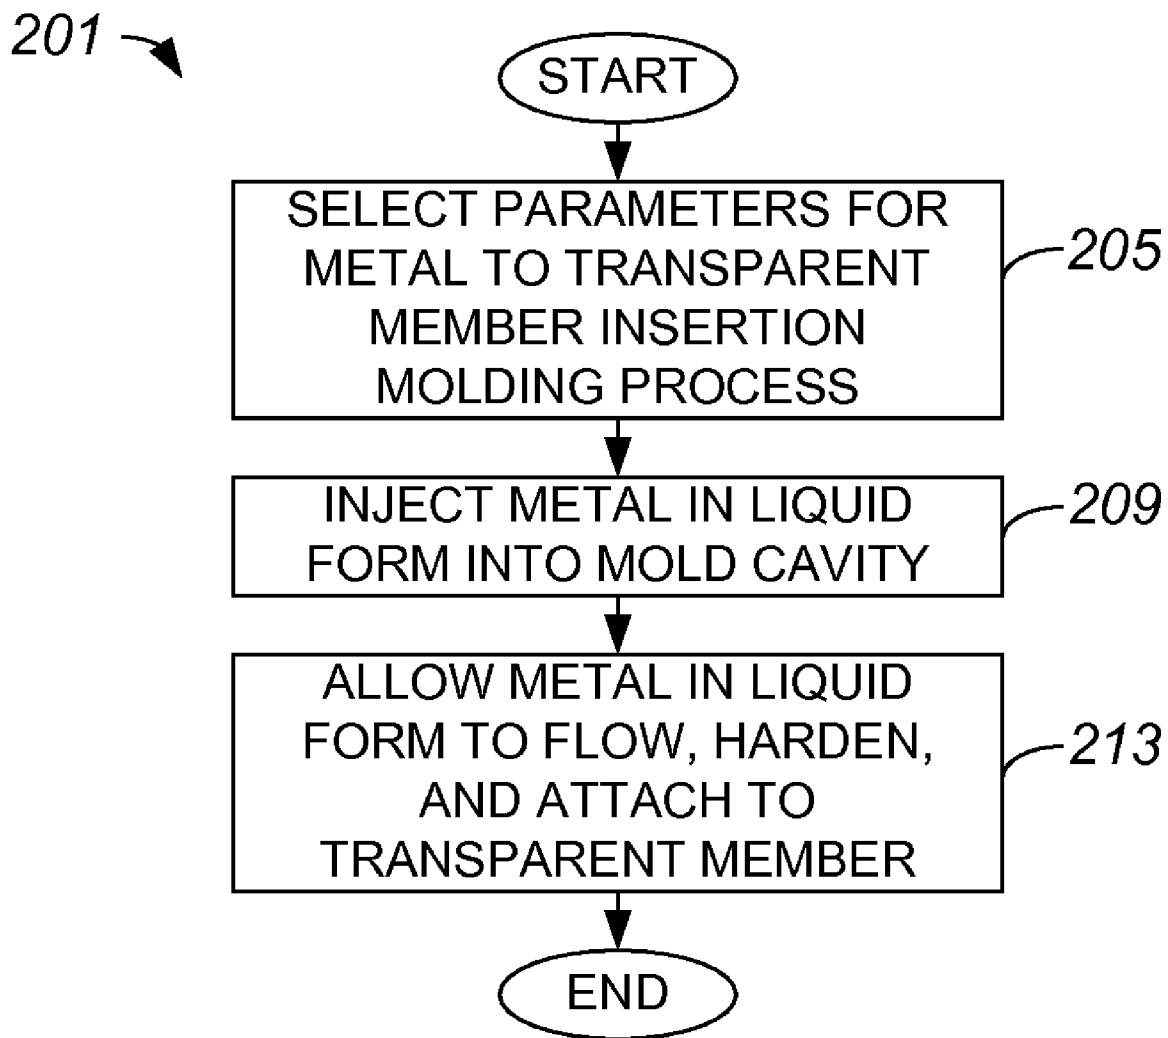 201
START
SELECT PARAMETERS FOR
METAL TO TRANSPARENT
MEMBER INSERTION
MOLDING PROCESS
205
INJECT METAL IN LIQUID
FORM INTO MOLD CAVITY
209
ALLOW METAL IN LIQUID
FORM TO FLOW, HARDEN,
AND ATTACH TO
TRANSPARENT MEMBER
213
END